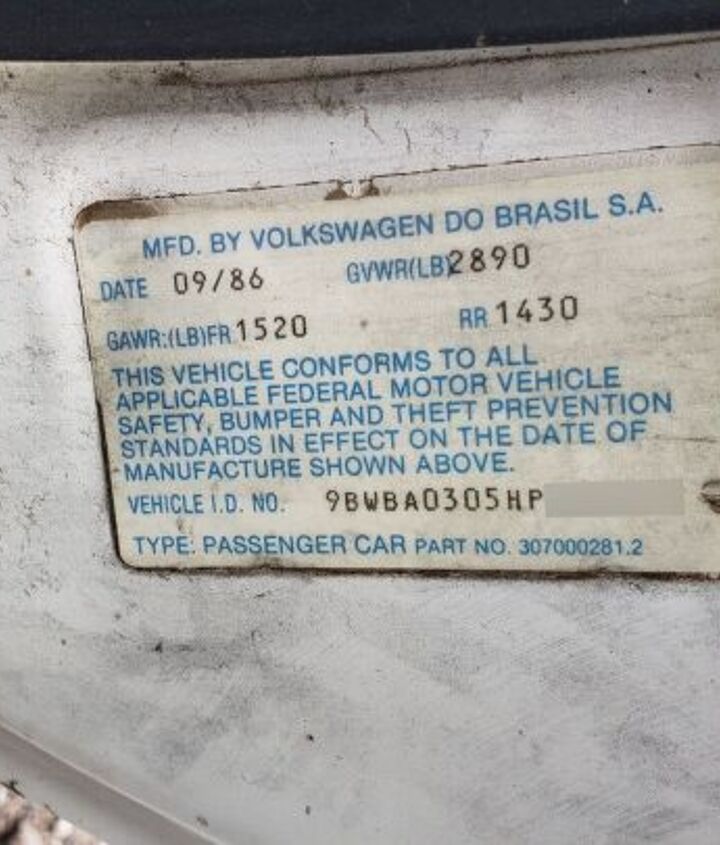 MFD. BY VOLKSWAGEN DO BRASIL S.A.
DATE 09/86 GVWR(LB)2890
GAWR:(LB)FR 1520 RR 1430
THIS VEHICLE CONFORMS TO ALL
APPLICABLE FEDERAL MOTOR VEHICLE
SAFETY, BUMPER AND THEFT PREVENTION
STANDARDS IN EFFECT ON THE DATE OF
MANUFACTURE SHOWN ABOVE.
VEHICLE I.D. NO. 9BWBA0305HP
TYPE: PASSENGER CAR PART NO. 307000281.2